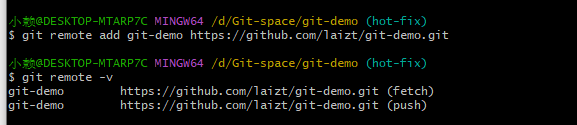 小赖@DESKTOP-MTARP7C MINGW64 /d/Git-space/git-demo (hot-fix)
$ git remote add git-demo https://github.com/laizt/git-demo.git
小赖@DESKTOP-MTARP7C MINGW64 /d/Git-space/git-demo (hot-fix)
$ git remote -v
git-demo        https://github.com/laizt/git-demo.git (fetch)
git-demo        https://github.com/laizt/git-demo.git (push)